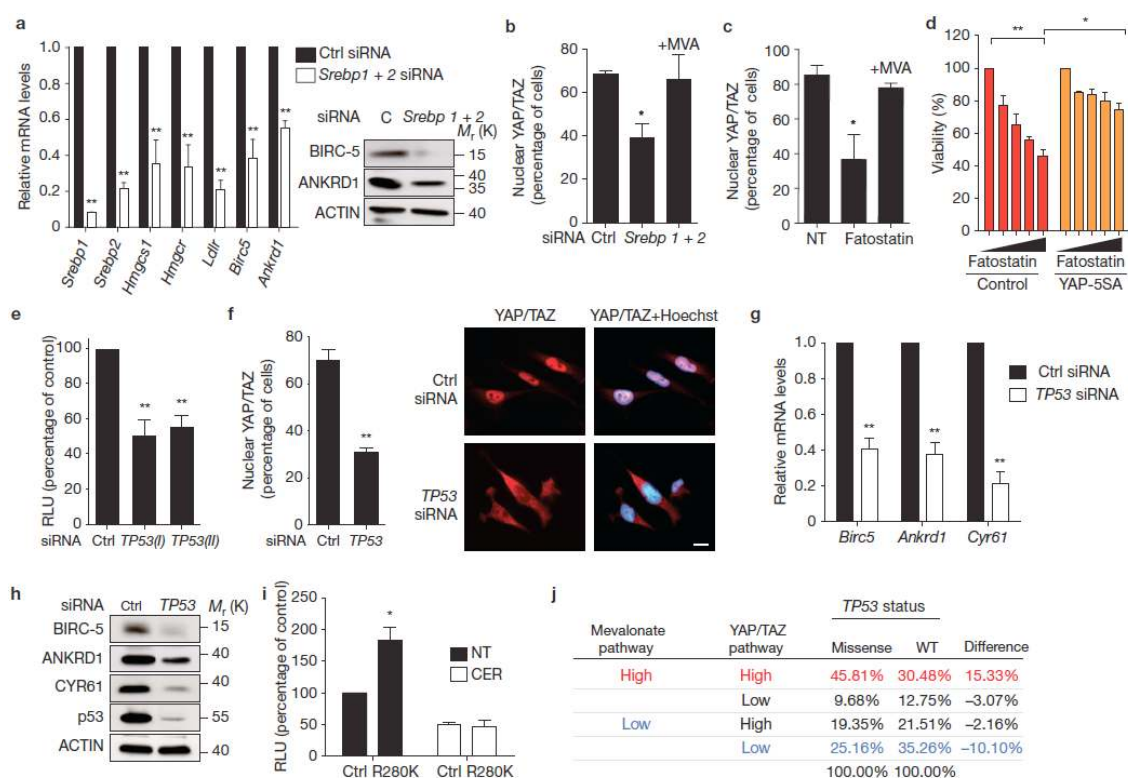 a
Relative mRNA levels
1.0
0.8
0.6
0.4
0.2
0
** ** ** ** ** ** **
Srebp1 Srebp2 Hmgcs1 Hmgcr Ldlr Birc5 Ankrd1
Ctrl siRNA
Srebp1 + 2 siRNA
siRNA C Srebp 1 + 2
Mr (K)
BIRC-5 15
ANKRD1 40
35
ACTIN 40
b
Nuclear YAP/TAZ
(percentage of cells)
80
60
40
20
0
+MVA
*
siRNA Ctrl Srebp 1 + 2
c
Nuclear YAP/TAZ
(percentage of cells)
100
80
60
40
20
0
+MVA
*
NT Fatostatin
d
Viability (%)
120
100
80
60
40
20
0
** *
Fatostatin Fatostatin
Control YAP-5SA
e
RLU (percentage of control)
100
80
60
40
20
0
** **
siRNA Ctrl TP53(I) TP53(II)
f
Nuclear YAP/TAZ
(percentage of cells)
80
60
40
20
0
**
siRNA Ctrl TP53
YAP/TAZ YAP/TAZ+Hoechst
Ctrl
siRNA
TP53
siRNA
g
Relative mRNA levels
1.0
0.8
0.6
0.4
0.2
0
** ** **
Birc5 Ankrd1 Cyr61
Ctrl siRNA
TP53 siRNA
h
siRNA Ctrl TP53 Mr (K)
BIRC-5 15
ANKRD1 40
CYR61 40
p53 55
ACTIN 40
i
RLU (percentage of control)
250
200
150
100
50
0
*
NT
CER
Ctrl R280K Ctrl R280K
j
TP53 status
Mevalonate YAP/TAZ
pathway pathway Missense WT Difference
High High 45.81% 30.48% 15.33%
Low 9.68% 12.75% –3.07%
Low High 19.35% 21.51% –2.16%
Low 25.16% 35.26% –10.10%
100.00% 100.00%